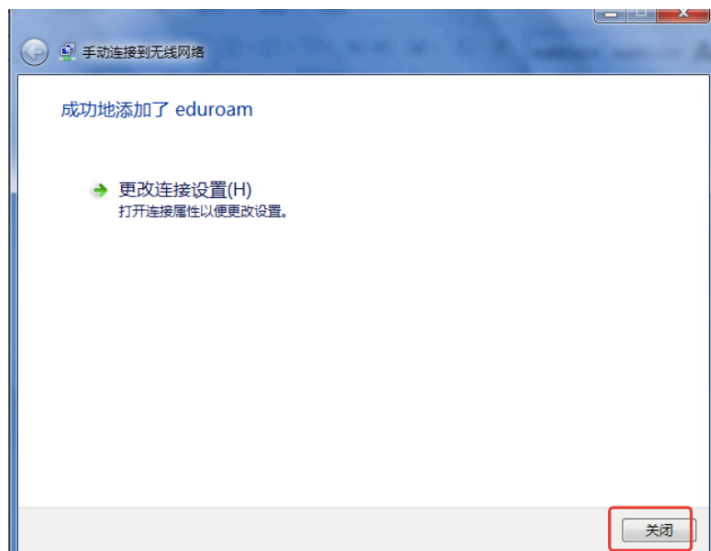 手动连接到无线网络
成功地添加了 eduroam
更改连接设置(H)
打开连接属性以便更改设置。
关闭